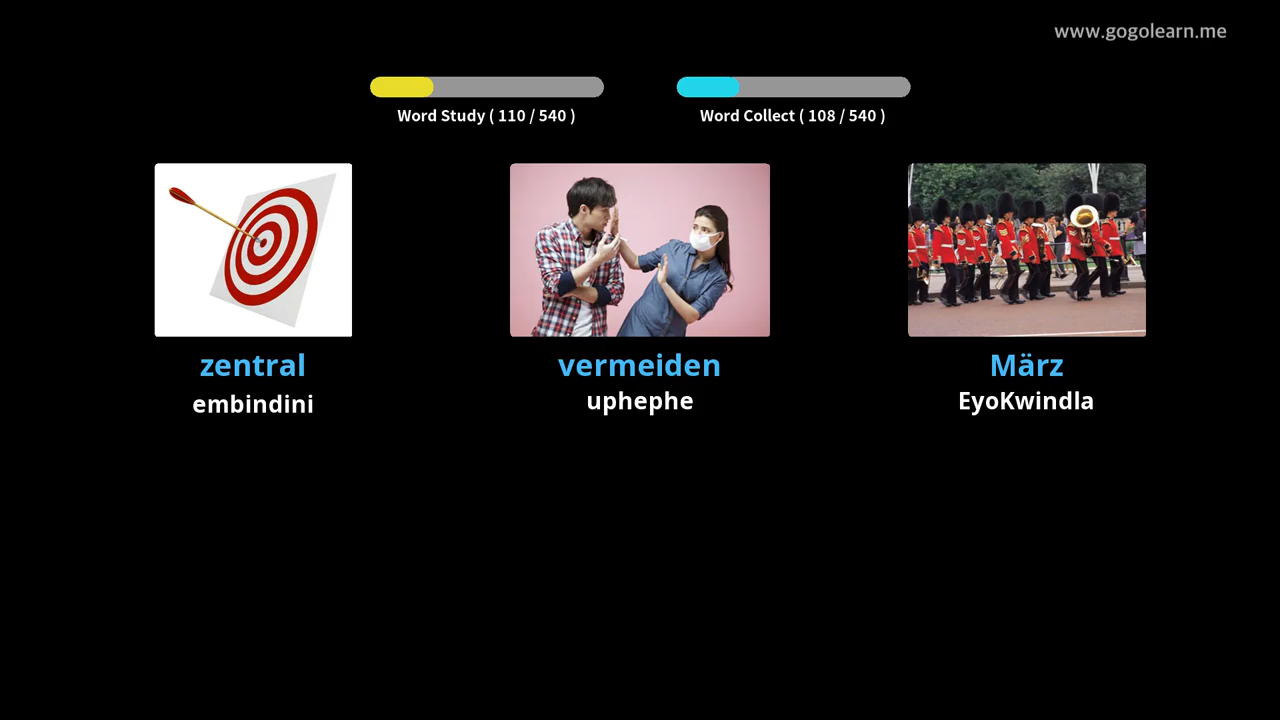 www.gogolearn.me
Word Study ( 110 / 540 )
Word Collect ( 108 / 540 )
zentral
embindini
vermeiden
uphephe
März
EyoKwindla